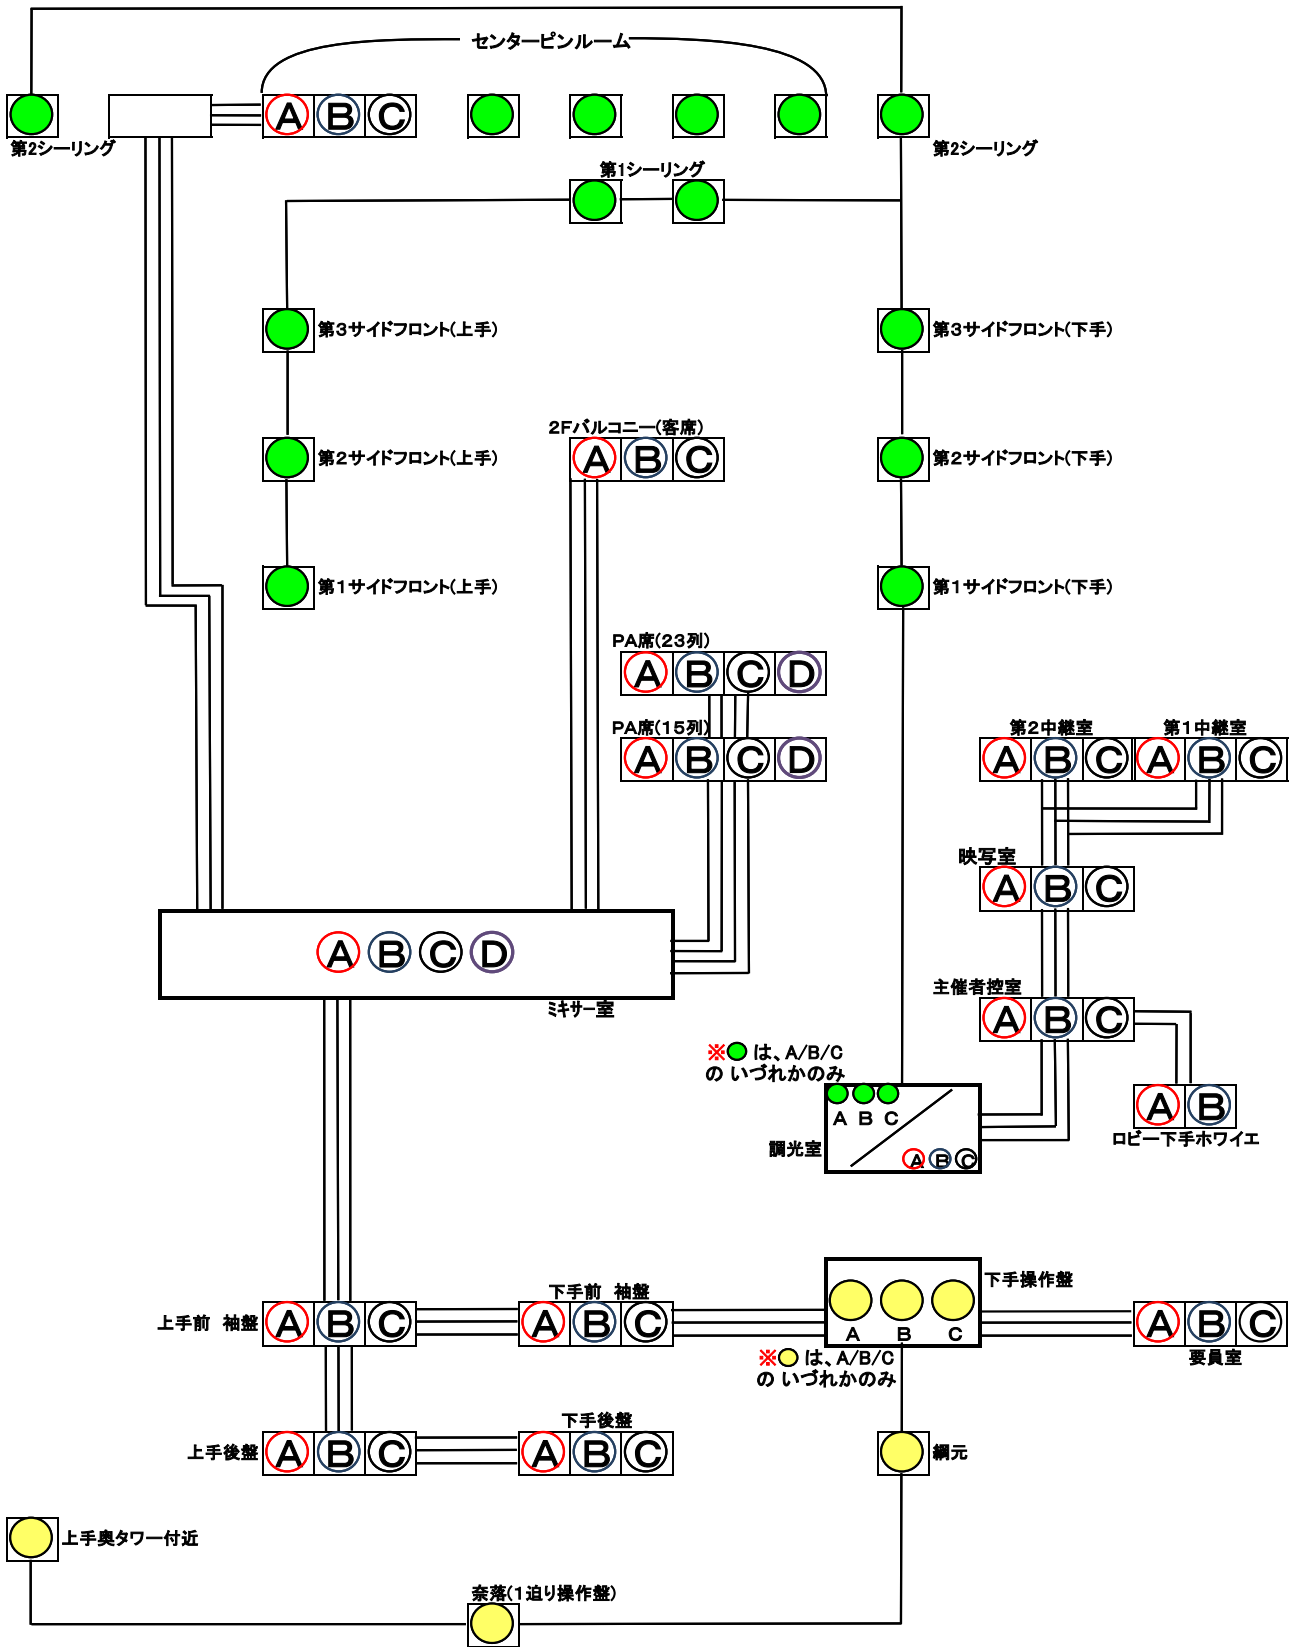 センターピンルーム
A B C
第2シーリング
第2シーリング
第1シーリング
第3サイドフロント(上手)
第3サイドフロント(下手)
2Fバルコニー(客席)
A B C
第2サイドフロント(上手)
第2サイドフロント(下手)
第1サイドフロント(上手)
第1サイドフロント(下手)
PA席(23列)
A B C D
PA席(15列)
A B C D
第2中継室
第1中継室
A B C
A B C
映写室
A B C
A B C D
ミキサー室
主催者控室
A B C
※ は、A/B/C
の いづれかのみ
A B C
調光室
A B C
A B
ロビー下手ホワイエ
下手操作盤
下手前 袖盤
上手前 袖盤
A B C
A B C
A B C
A B C
要員室
※ は、A/B/C
の いづれかのみ
下手後盤
上手後盤
A B C
A B C
綱元
上手奥タワー付近
奈落(1迫り操作盤)